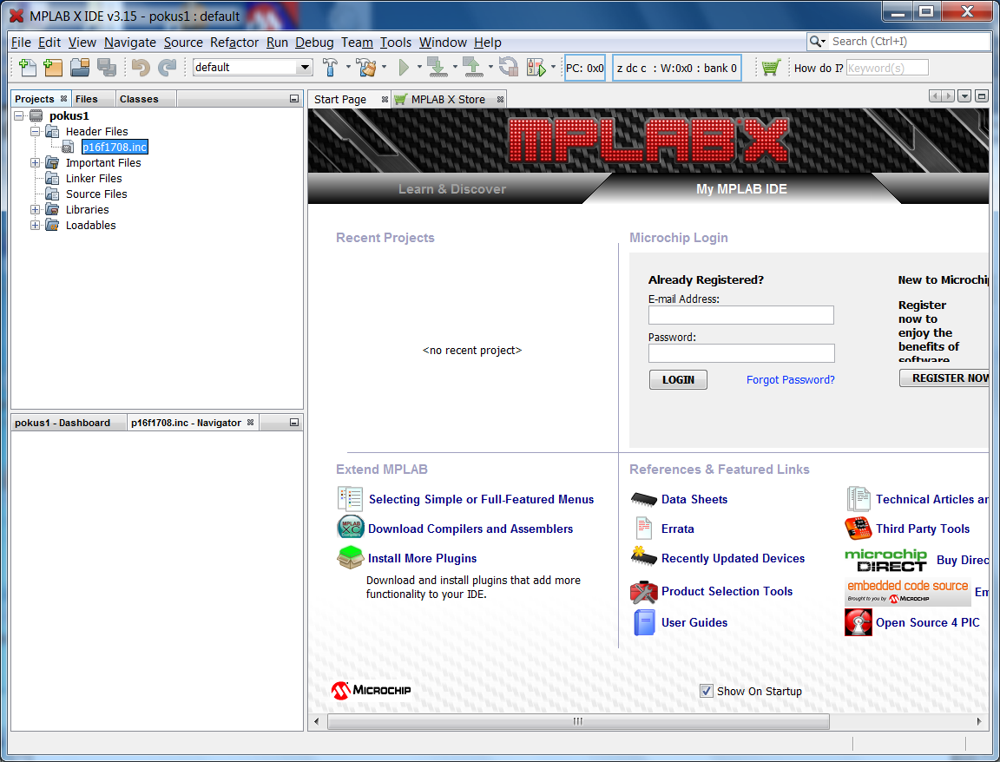 MPLAB X IDE v3.15 - pokus1 : default
File Edit View Navigate Source Refactor Run Debug Team Tools Window Help
Search (Ctrl+I)
default
PC: 0x0
z dc c : W:0x0 : bank 0
How do I?
Keyword(s)
Projects
Files
Classes
pokus1
Header Files
p16f1708.inc
Important Files
Linker Files
Source Files
Libraries
Loadables
pokus1 - Dashboard
p16f1708.inc - Navigator
Start Page
MPLAB X Store
MPLAB X
Learn & Discover
My MPLAB IDE
Recent Projects
<no recent project>
Microchip Login
Already Registered?
E-mail Address:
Password:
LOGIN
Forgot Password?
New to Microchi
Register
now to
enjoy the
benefits of
software
REGISTER NOW
Extend MPLAB
Selecting Simple or Full-Featured Menus
MPLAB
XC
Download Compilers and Assemblers
Install More Plugins
Download and install plugins that add more
functionality to your IDE.
References & Featured Links
Data Sheets
Errata
Recently Updated Devices
Product Selection Tools
User Guides
Technical Articles an
Third Party Tools
microchip
DIRECT
Buy Direc
embedded code source
Brought to you by MICROCHIP
Em
Open Source 4 PIC
MICROCHIP
Show On Startup